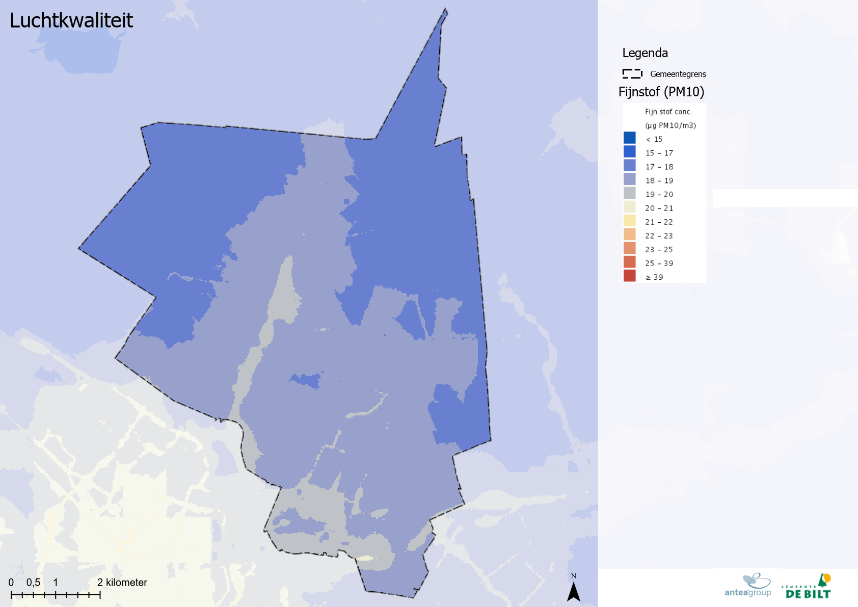 Luchtkwaliteit
Legenda
Gemeentegrens
Fijnstof (PM10)
Fijn stof conc.
(µg PM10/m3)
< 15
15 – 17
17 – 18
18 – 19
19 – 20
20 – 21
21 – 22
22 – 23
23 – 25
25 – 39
≥ 39
0 0,5 1 2 kilometer
N
anteagroup
GEMEENTE
DE BILT